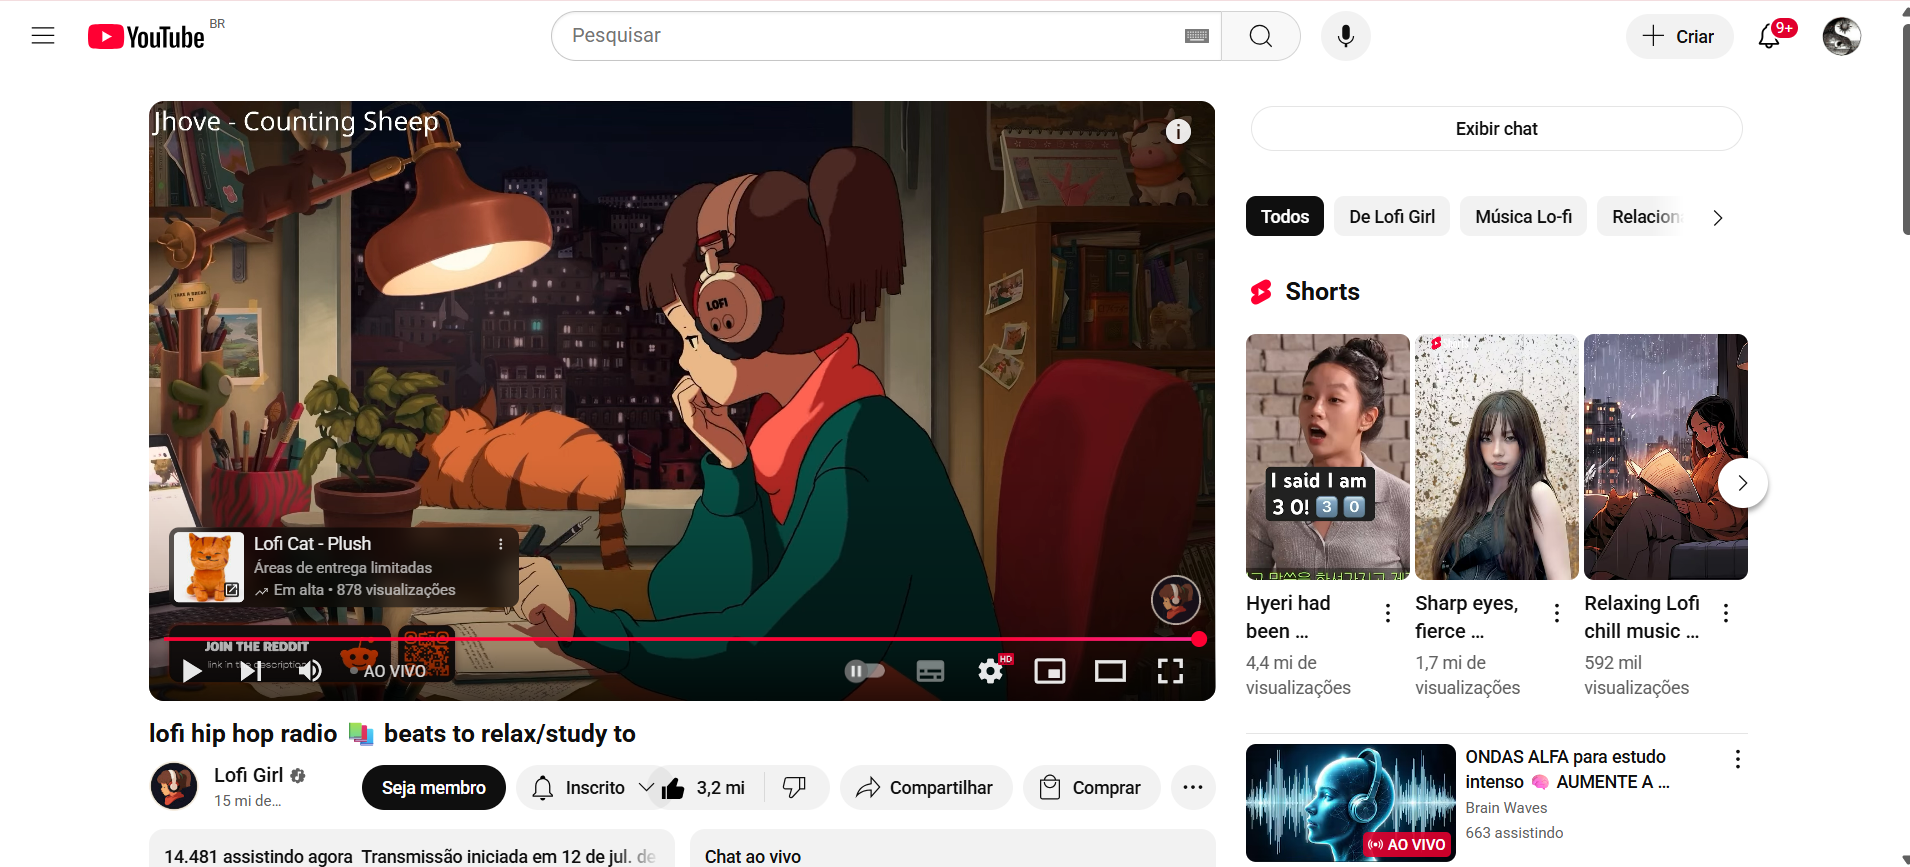 YouTube BR
Pesquisar
Criar
9+
Jhove - Counting Sheep
TAKE A BREAK
LOFI
Lofi Cat - Plush
Áreas de entrega limitadas
Em alta • 878 visualizações
JOIN THE REDDIT
link in the description
AO VIVO
HD
lofi hip hop radio 📚 beats to relax/study to
Lofi Girl
15 mi de...
Seja membro
Inscrito
3,2 mi
Compartilhar
Comprar
14.481 assistindo agora Transmissão iniciada em 12 de jul. de
Chat ao vivo
Exibir chat
Todos
De Lofi Girl
Música Lo-fi
Relacion
Shorts
I said I am
3 0! 3 0
Hyeri had
been ...
4,4 mi de
visualizações
Sharp eyes,
fierce ...
1,7 mi de
visualizações
Relaxing Lofi
chill music ...
592 mil
visualizações
AO VIVO
ONDAS ALFA para estudo
intenso 🧠 AUMENTE A ...
Brain Waves
663 assistindo